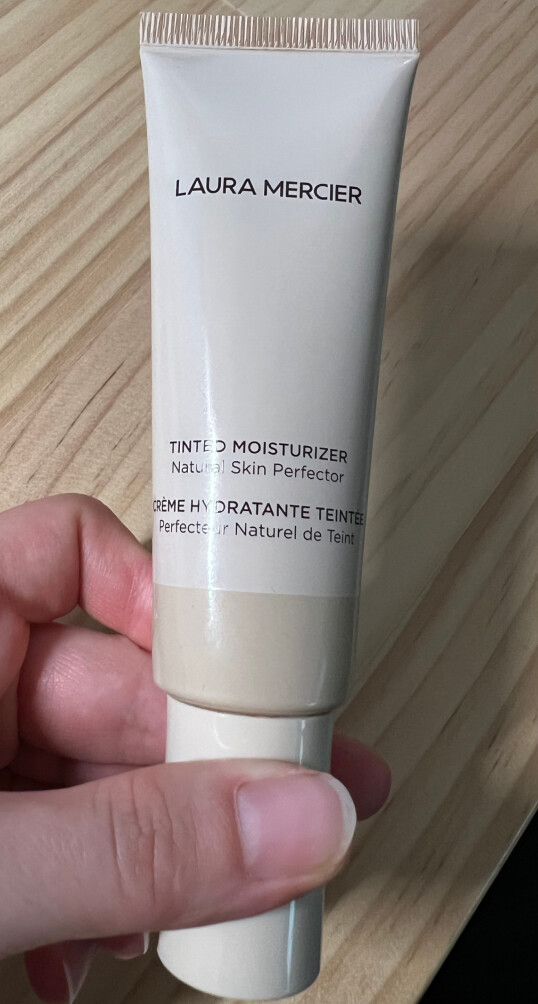 LAURA MERCIER
TINTED MOISTURIZER
Natural Skin Perfector
CRÈME HYDRATANTE TEINTÉE
Perfecteur Naturel de Teint